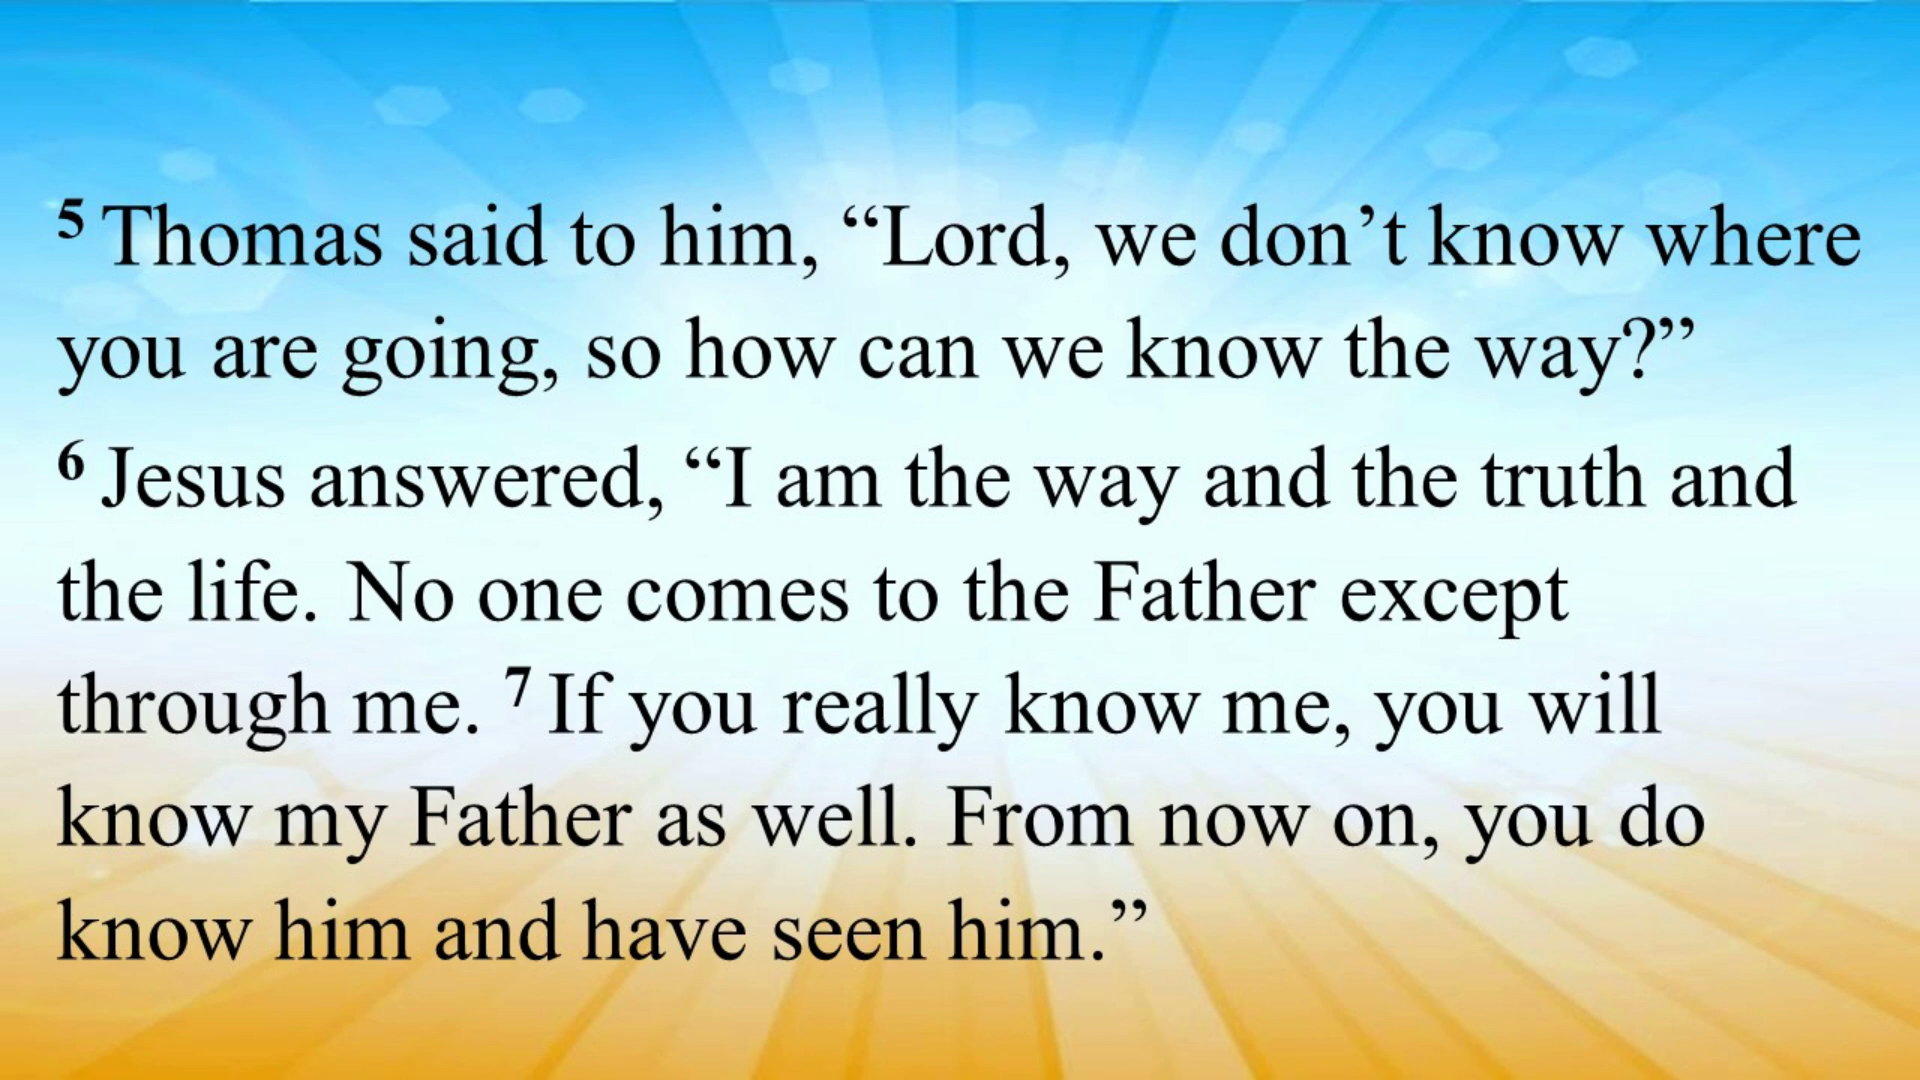 5 Thomas said to him, “Lord, we don’t know where
you are going, so how can we know the way?”
6 Jesus answered, “I am the way and the truth and
the life. No one comes to the Father except
through me. 7 If you really know me, you will
know my Father as well. From now on, you do
know him and have seen him.”